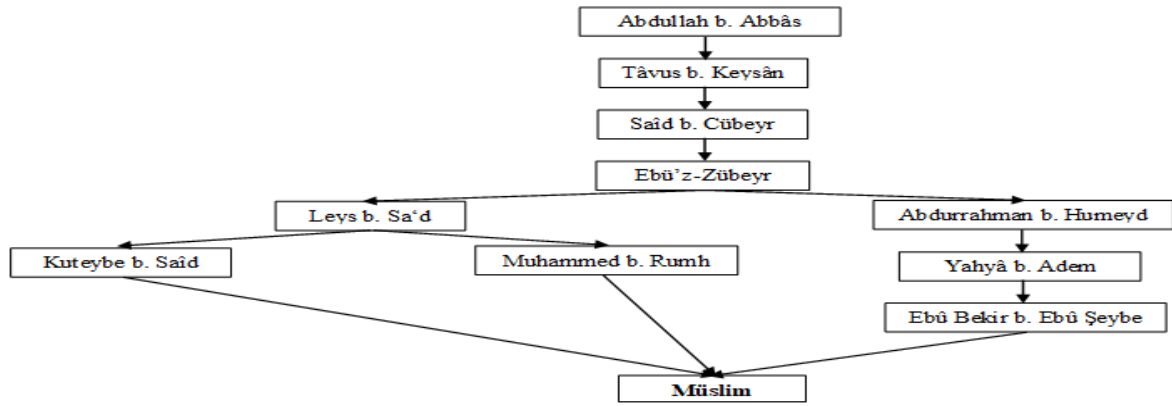 Abdullah b. Abbâs
Tâvus b. Keysân
Saîd b. Cübeyr
Ebü’z-Zübeyr
Leys b. Sa‘d
Abdurrahman b. Humeyd
Kuteybe b. Saîd
Muhammed b. Rumh
Yahyâ b. Adem
Ebû Bekir b. Ebû Şeybe
Müslim